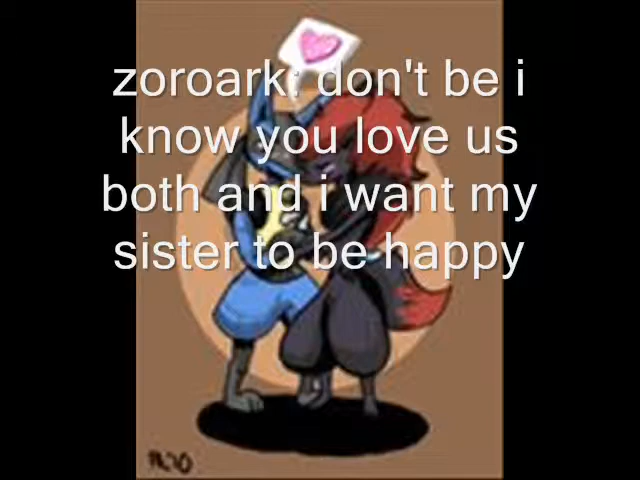 zoroark: don't be i
know you love us
both and i want my
sister to be happy